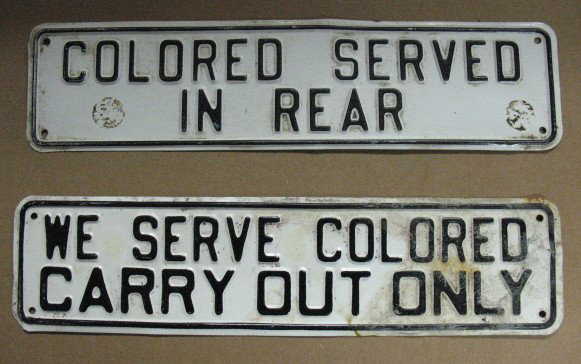 COLORED SERVED
IN REAR
WE SERVE COLORED
CARRY OUT ONLY